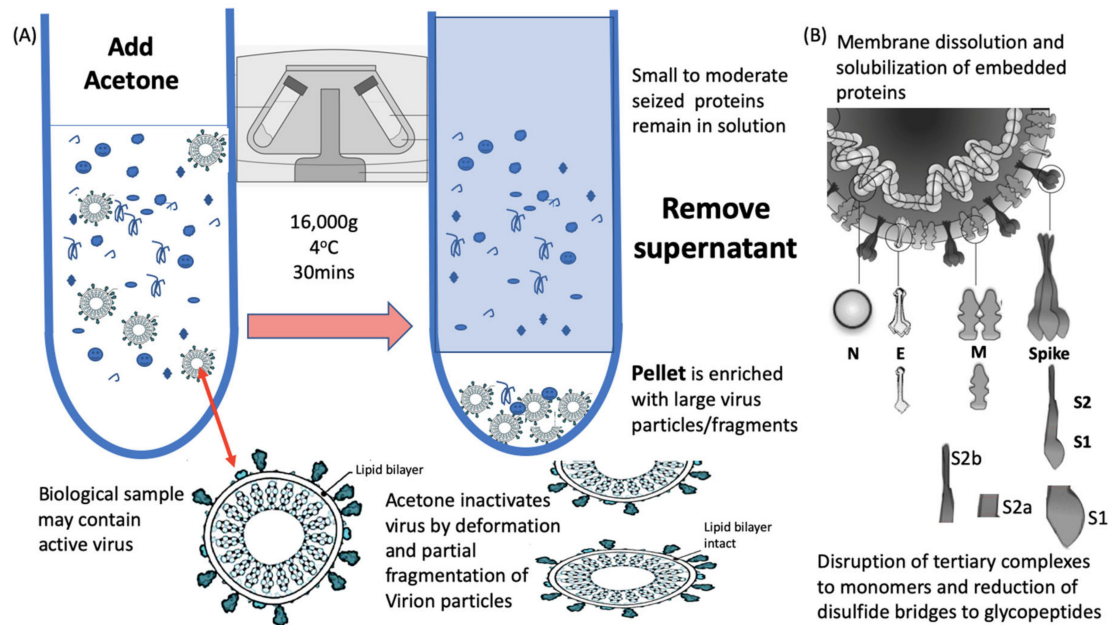 (A)
Add
Acetone
16,000g
4°C
30mins
Small to moderate
seized proteins
remain in solution
Remove
supernatant
Pellet is enriched
with large virus
particles/fragments
Biological sample
may contain
active virus
Lipid bilayer
Acetone inactivates
virus by deformation
and partial
fragmentation of
Virion particles
Lipid bilayer
intact
(B)
Membrane dissolution and
solubilization of embedded
proteins
N E M Spike
S2
S1
S2b
S2a
S1
Disruption of tertiary complexes
to monomers and reduction of
disulfide bridges to glycopeptides